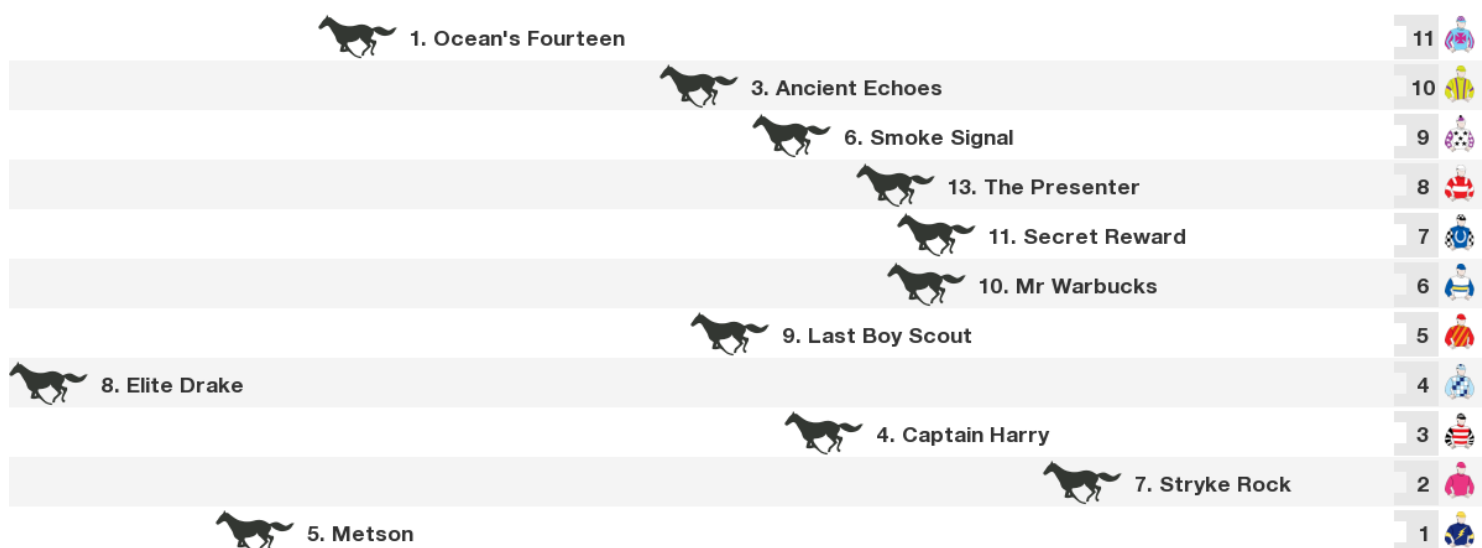 1. Ocean's Fourteen 11
3. Ancient Echoes 10
6. Smoke Signal 9
13. The Presenter 8
11. Secret Reward 7
10. Mr Warbucks 6
9. Last Boy Scout 5
8. Elite Drake 4
4. Captain Harry 3
7. Stryke Rock 2
5. Metson 1